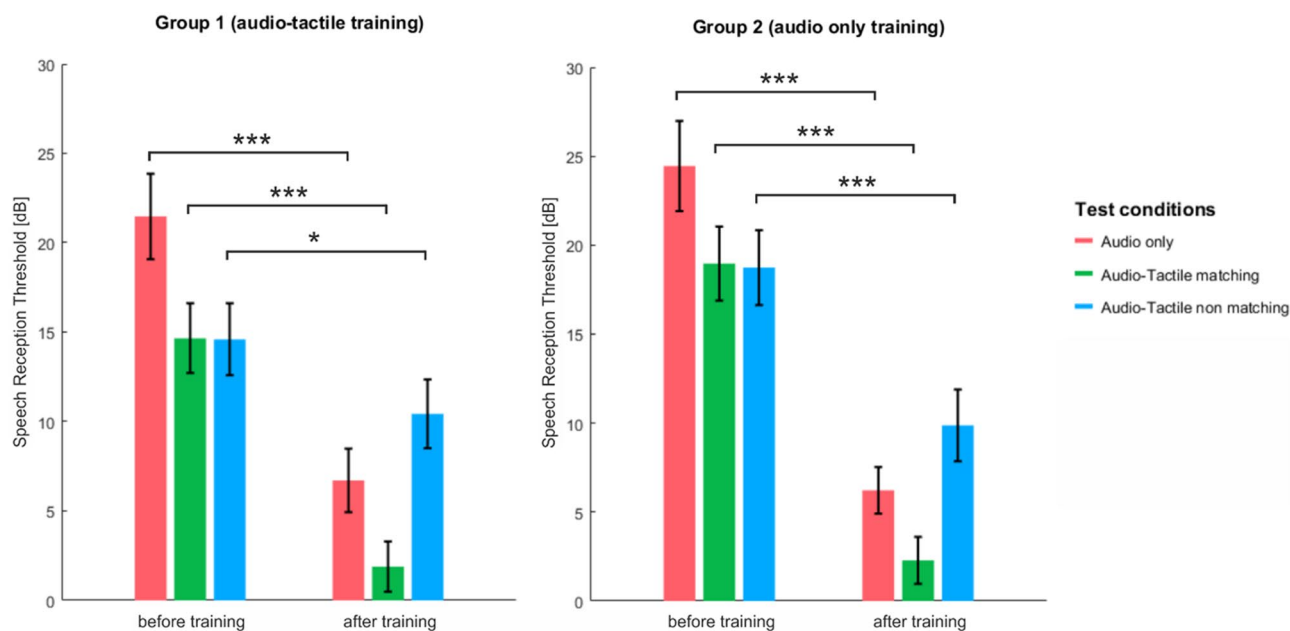 Group 1 (audio-tactile training)
Speech Reception Threshold [dB]
30
25
20
15
10
5
0
***
***
*
before training
after training
Group 2 (audio only training)
Speech Reception Threshold [dB]
30
25
20
15
10
5
0
***
***
***
before training
after training
Test conditions
Audio only
Audio-Tactile matching
Audio-Tactile non matching